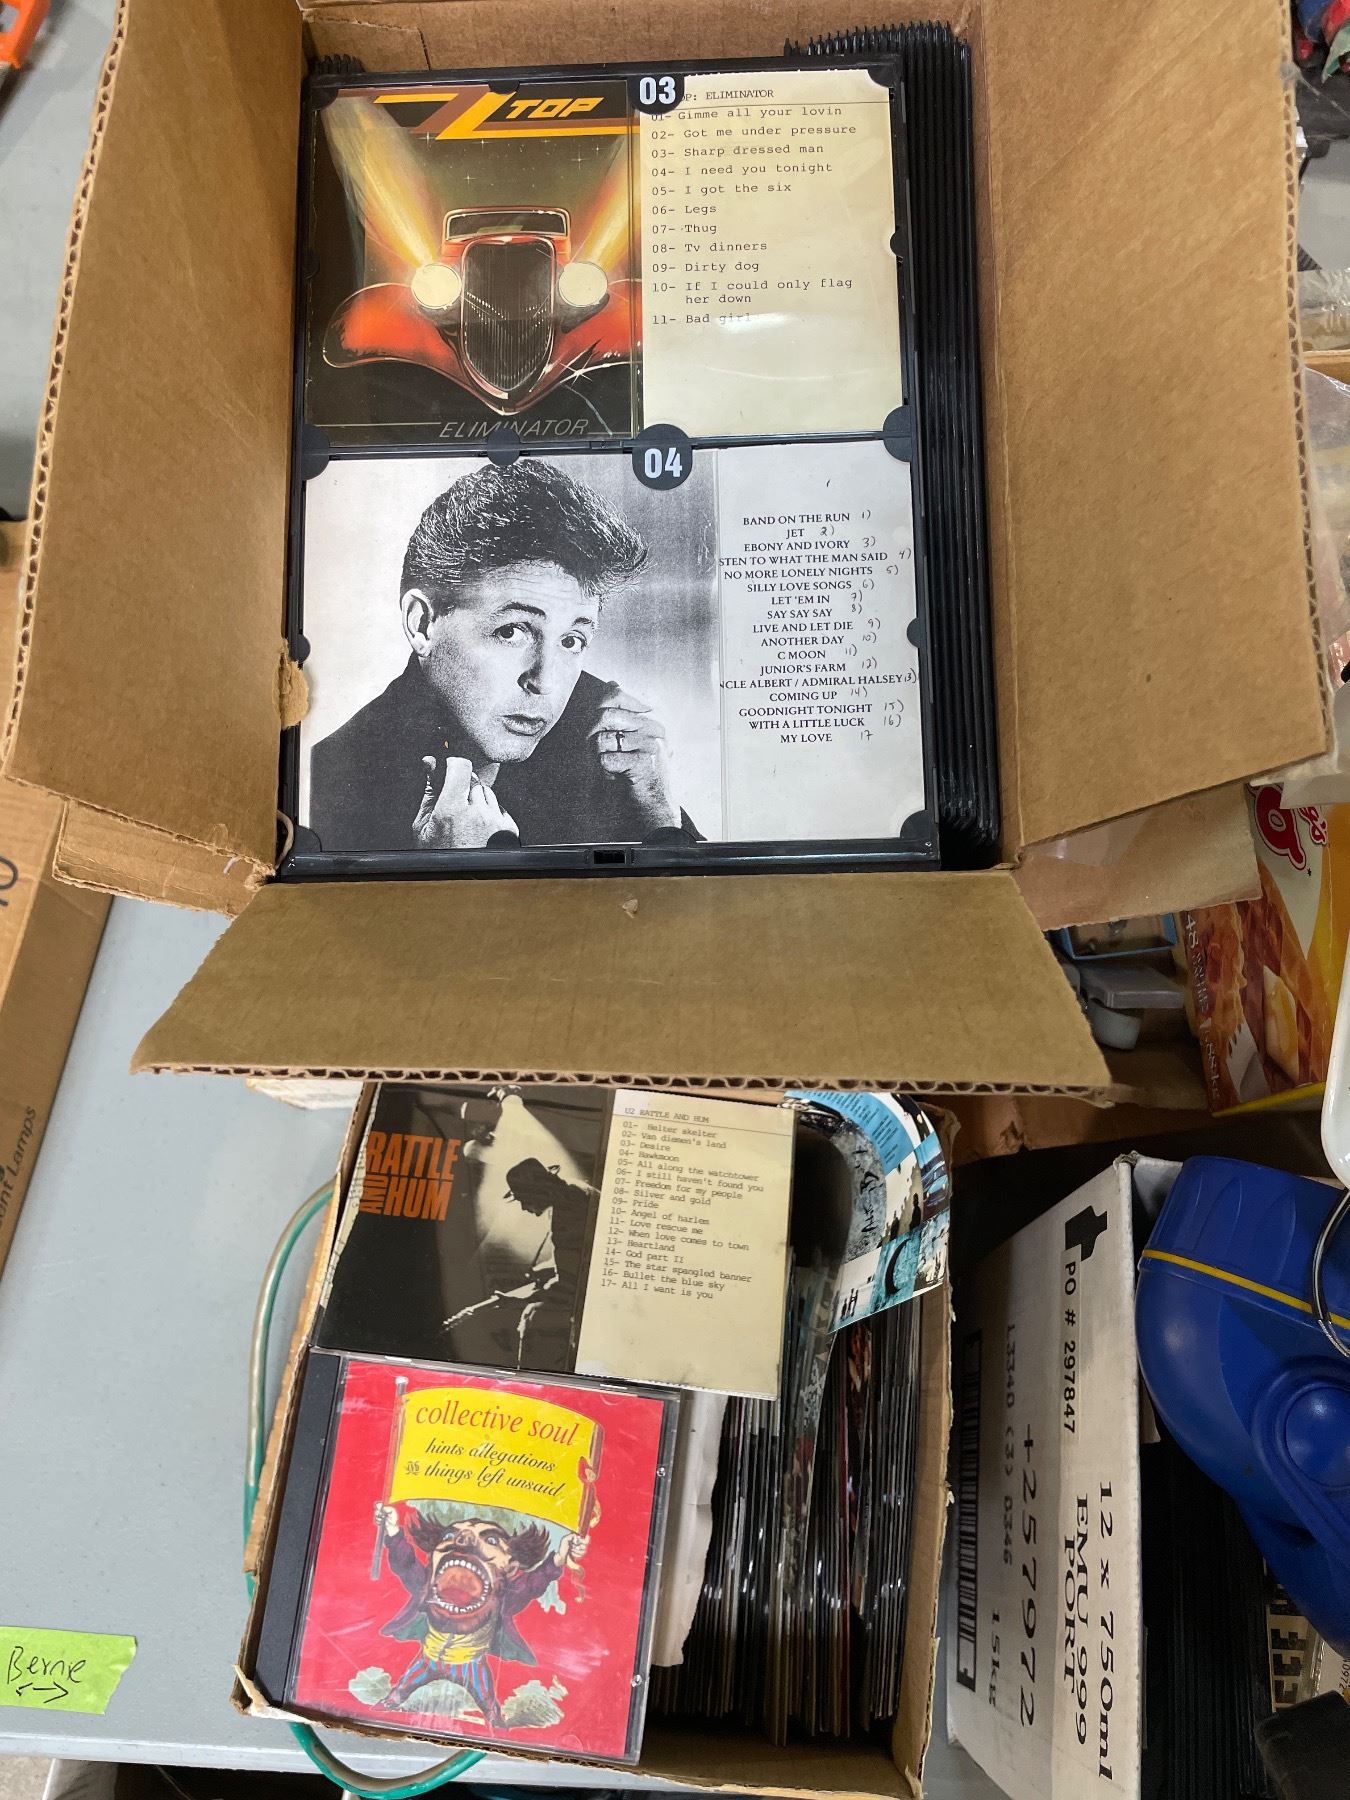 ZZ TOP
ELIMINATOR
03
OP: ELIMINATOR
01- Gimme all your lovin
02- Got me under pressure
03- Sharp dressed man
04- I need you tonight
05- I got the six
06- Legs
07- Thug
08- Tv dinners
09- Dirty dog
10- If I could only flag
her down
11- Bad girl
04
BAND ON THE RUN 1)
JET 2)
EBONY AND IVORY 3)
STEN TO WHAT THE MAN SAID 4)
NO MORE LONELY NIGHTS 5)
SILLY LOVE SONGS 6)
LET 'EM IN 7)
SAY SAY SAY 8)
LIVE AND LET DIE 9)
ANOTHER DAY 10)
C MOON 11)
JUNIOR'S FARM 12)
NCLE ALBERT / ADMIRAL HALSEY 13)
COMING UP 14)
GOODNIGHT TONIGHT 15)
WITH A LITTLE LUCK 16)
MY LOVE 17
RATTLE
AND HUM
U2 RATTLE AND HUM
01- Helter skelter
02- Van diemen's land
03- Desire
04- Hawkmoon
05- All along the watchtower
06- I still haven't found you
07- Freedom for my people
08- Silver and gold
09- Pride
10- Angel of harlem
11- Love rescue me
12- When love comes to town
13- Heartland
14- God part II
15- The star spangled banner
16- Bullet the blue sky
17- All I want is you
collective soul
hints allegations
and things left unsaid
Bernie
Lamps
48
PO # 297847
L3340 (3) 0346
+257972
15KG
12 x 750ml
EMU 999
PORT